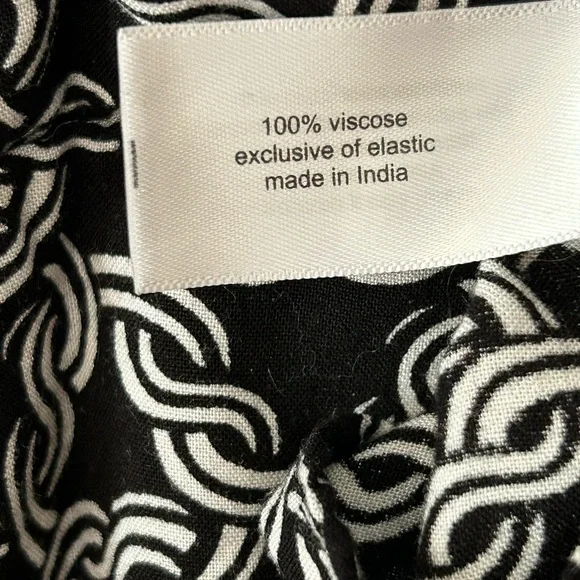 100% viscose
exclusive of elastic
made in India